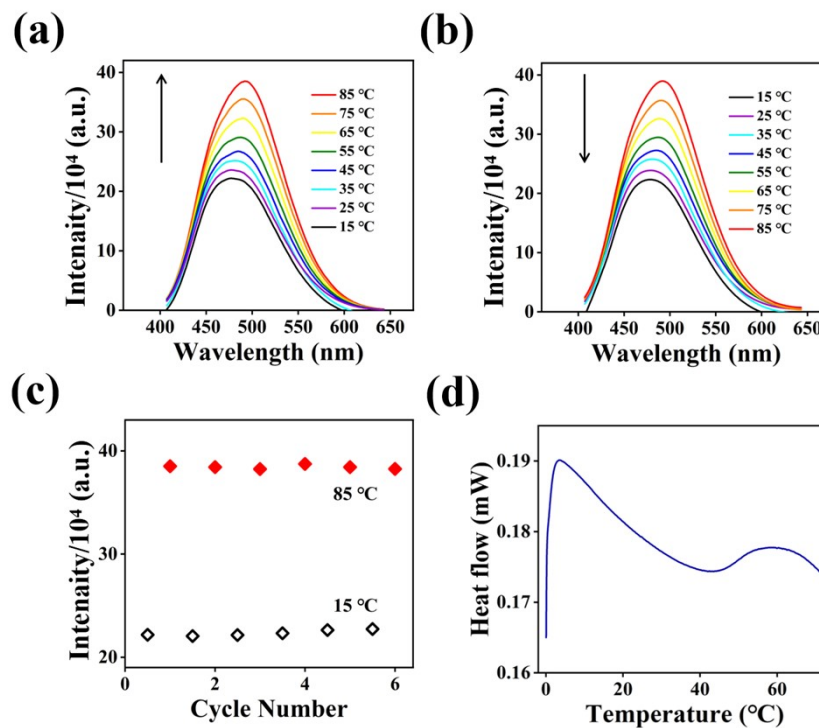 (a)
Intenaity/10⁴ (a.u.)
40
30
20
10
0
85 ℃
75 ℃
65 ℃
55 ℃
45 ℃
35 ℃
25 ℃
15 ℃
400 450 500 550 600 650
Wavelength (nm)
(b)
Intenaity/10⁴ (a.u.)
40
30
20
10
0
15 ℃
25 ℃
35 ℃
45 ℃
55 ℃
65 ℃
75 ℃
85 ℃
400 450 500 550 600 650
Wavelength (nm)
(c)
Intenaity/10⁴ (a.u.)
40
30
20
85 ℃
15 ℃
0 2 4 6
Cycle Number
(d)
Heat flow (mW)
0.19
0.18
0.17
0.16
0 20 40 60
Temperature (℃)